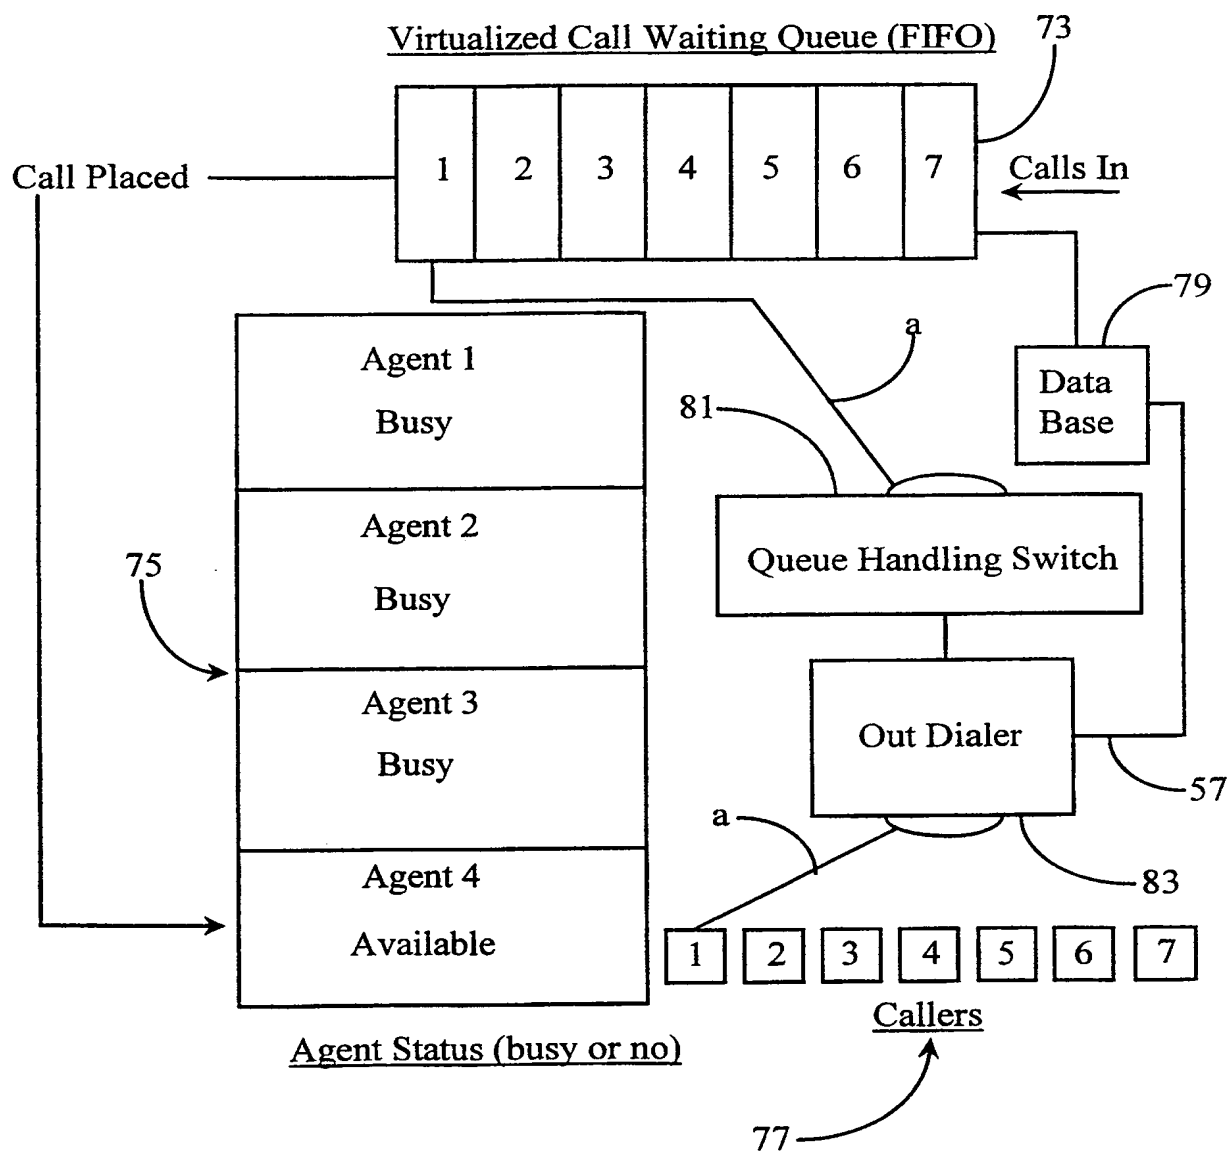 Virtualized Call Waiting Queue (FIFO)
73
1 2 3 4 5 6 7
Call Placed
Calls In
79
a
Data
Base
81
Agent 1
Busy
Queue Handling Switch
Agent 2
Busy
75
Agent 3
Busy
Out Dialer
57
a
83
Agent 4
Available
1 2 3 4 5 6 7
Callers
Agent Status (busy or no)
77